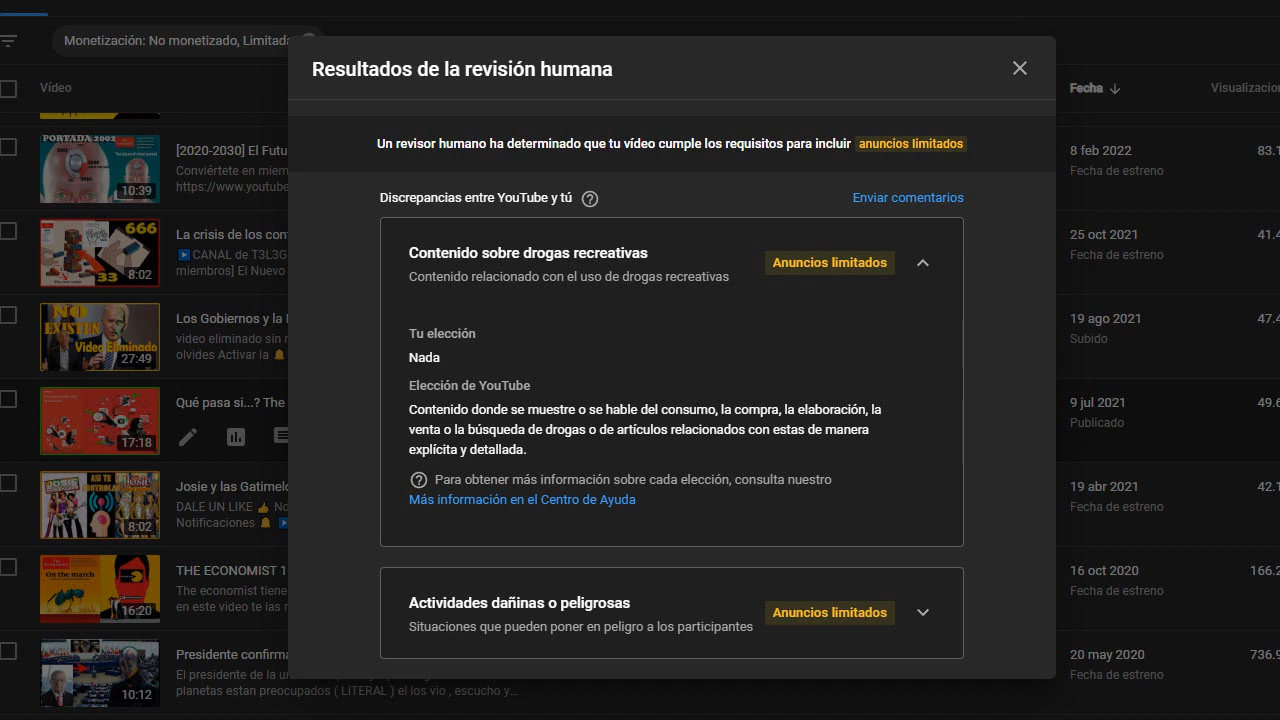 Monetización: No monetizado, Limitada
Resultados de la revisión humana
Vídeo
Fecha
Visualizacion
Un revisor humano ha determinado que tu vídeo cumple los requisitos para incluir anuncios limitados
PORTADA 2002
10:39
[2020-2030] El Futu
Conviértete en miem
https://www.youtube
8 feb 2022
Fecha de estreno
83.1
Discrepancias entre YouTube y tú
Enviar comentarios
666
33
8:02
La crisis de los con
CANAL de T3L3G
miembros] El Nuevo
25 oct 2021
Fecha de estreno
41.4
Contenido sobre drogas recreativas
Contenido relacionado con el uso de drogas recreativas
Anuncios limitados
NO
EXISTEN
Video Eliminado
27:49
Los Gobiernos y la
video eliminado sin
olvides Activar la
19 ago 2021
Subido
47.4
Tu elección
Nada
Elección de YouTube
Contenido donde se muestre o se hable del consumo, la compra, la elaboración, la
venta o la búsqueda de drogas o de artículos relacionados con estas de manera
explícita y detallada.
17:18
Qué pasa si...? The
9 jul 2021
Publicado
49.6
Para obtener más información sobre cada elección, consulta nuestro
Más información en el Centro de Ayuda
JOSIE
ASI TE
CONTROLAN
8:02
Josie y las Gatimelo
DALE UN LIKE No
Notificaciones
19 abr 2021
Fecha de estreno
42.1
On the march
16:20
THE ECONOMIST 1
The economist tiene
en este video te las r
16 oct 2020
Fecha de estreno
166.2
Actividades dañinas o peligrosas
Situaciones que pueden poner en peligro a los participantes
Anuncios limitados
10:12
Presidente confirma
El presidente de la un
planetas estan preocupados ( LITERAL ) el los vio , escucho y...
20 may 2020
Fecha de estreno
736.9